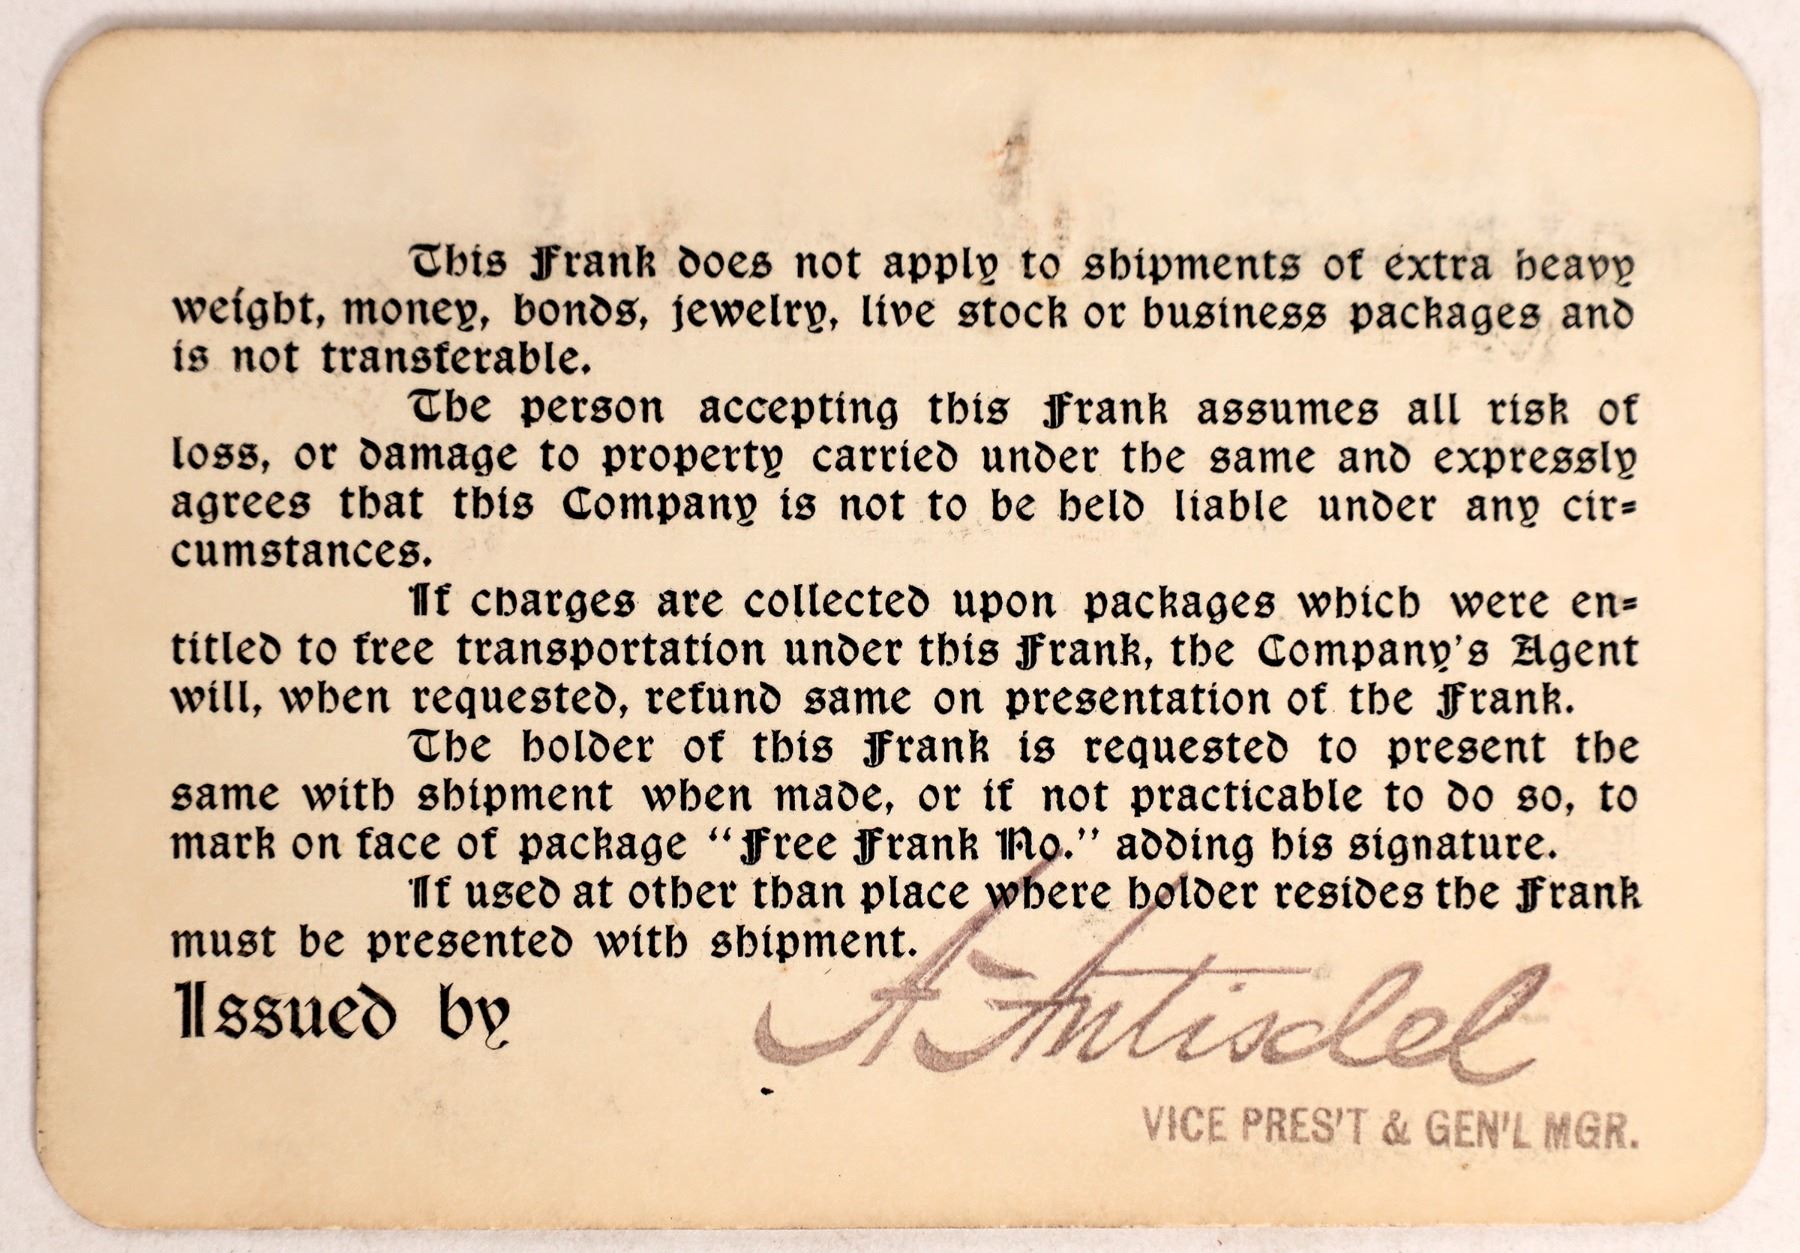 This Frank does not apply to shipments of extra heavy
weight, money, bonds, jewelry, live stock or business packages and
is not transferable.
The person accepting this Frank assumes all risk of
loss, or damage to property carried under the same and expressly
agrees that this Company is not to be held liable under any cir=
cumstances.
If charges are collected upon packages which were en=
titled to free transportation under this Frank, the Company's Agent
will, when requested, refund same on presentation of the Frank.
The holder of this Frank is requested to present the
same with shipment when made, or if not practicable to do so, to
mark on face of package "Free Frank No." adding his signature.
If used at other than place where holder resides the Frank
must be presented with shipment.
Issued by A Antisdel
VICE PRES'T & GEN'L MGR.